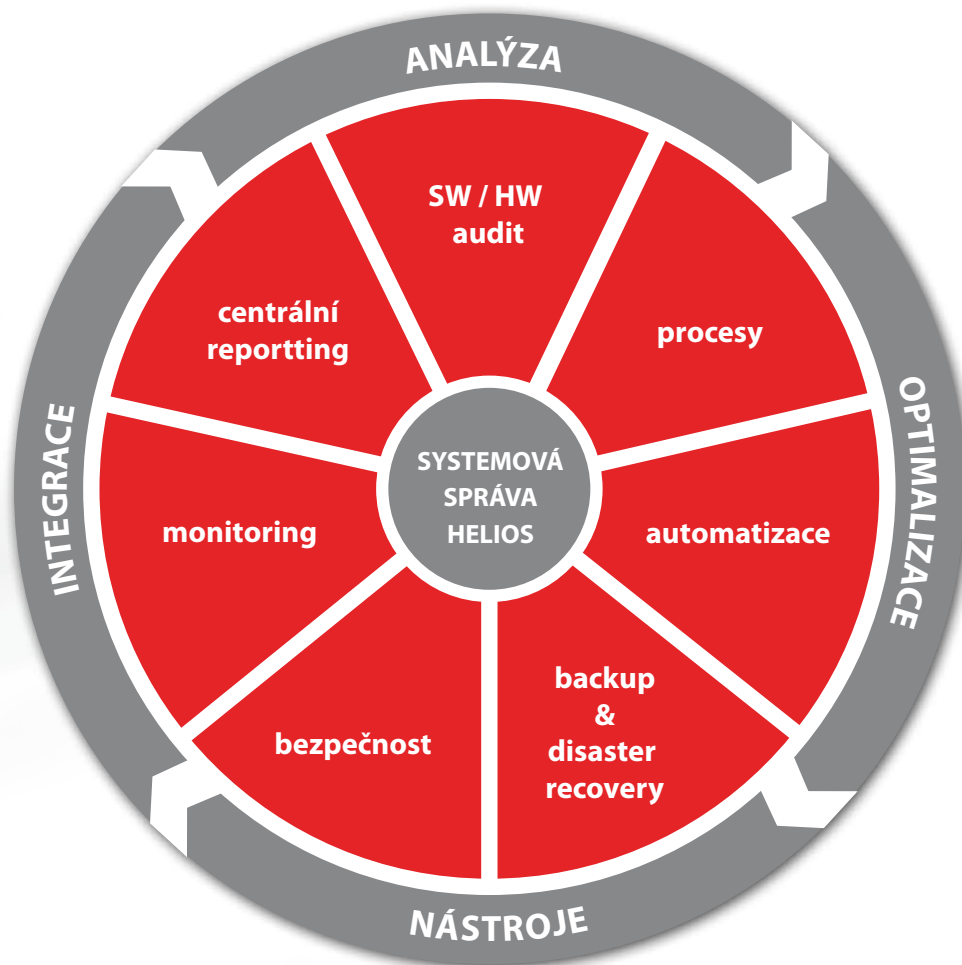 ANALÝZA
SW / HW
audit
centrální
reportting
procesy
INTEGRACE
OPTIMALIZACE
SYSTEMOVÁ
SPRÁVA
HELIOS
monitoring
automatizace
backup
&
disaster
recovery
bezpečnost
NÁSTROJE